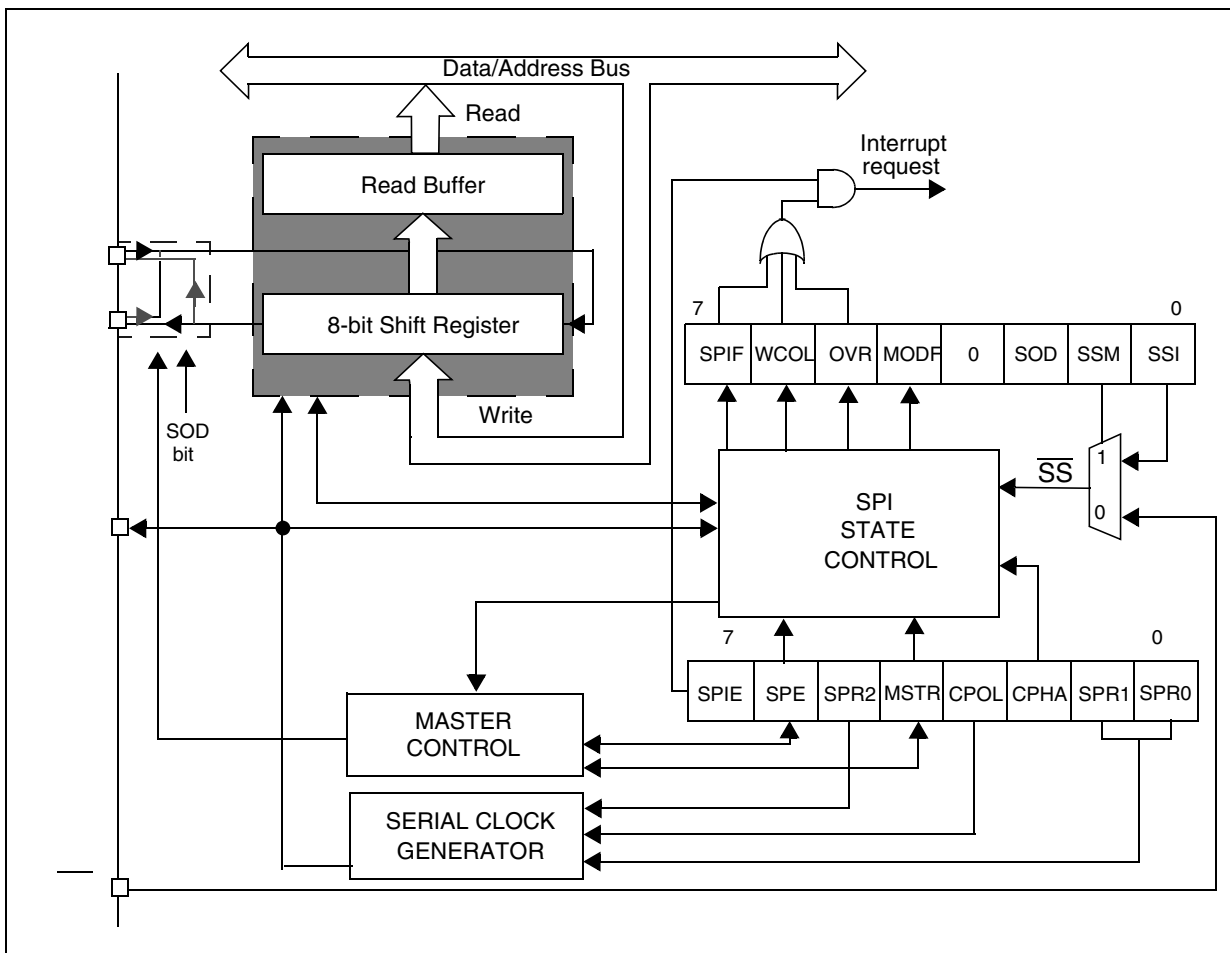 Data/Address Bus
Read
Read Buffer
8-bit Shift Register
Write
SOD
bit
Interrupt
request
7
0
SPIF
WCOL
OVR
MODF
0
SOD
SSM
SSI
1
0
SS
SPI
STATE
CONTROL
7
0
SPIE
SPE
SPR2
MSTR
CPOL
CPHA
SPR1
SPR0
MASTER
CONTROL
SERIAL CLOCK
GENERATOR